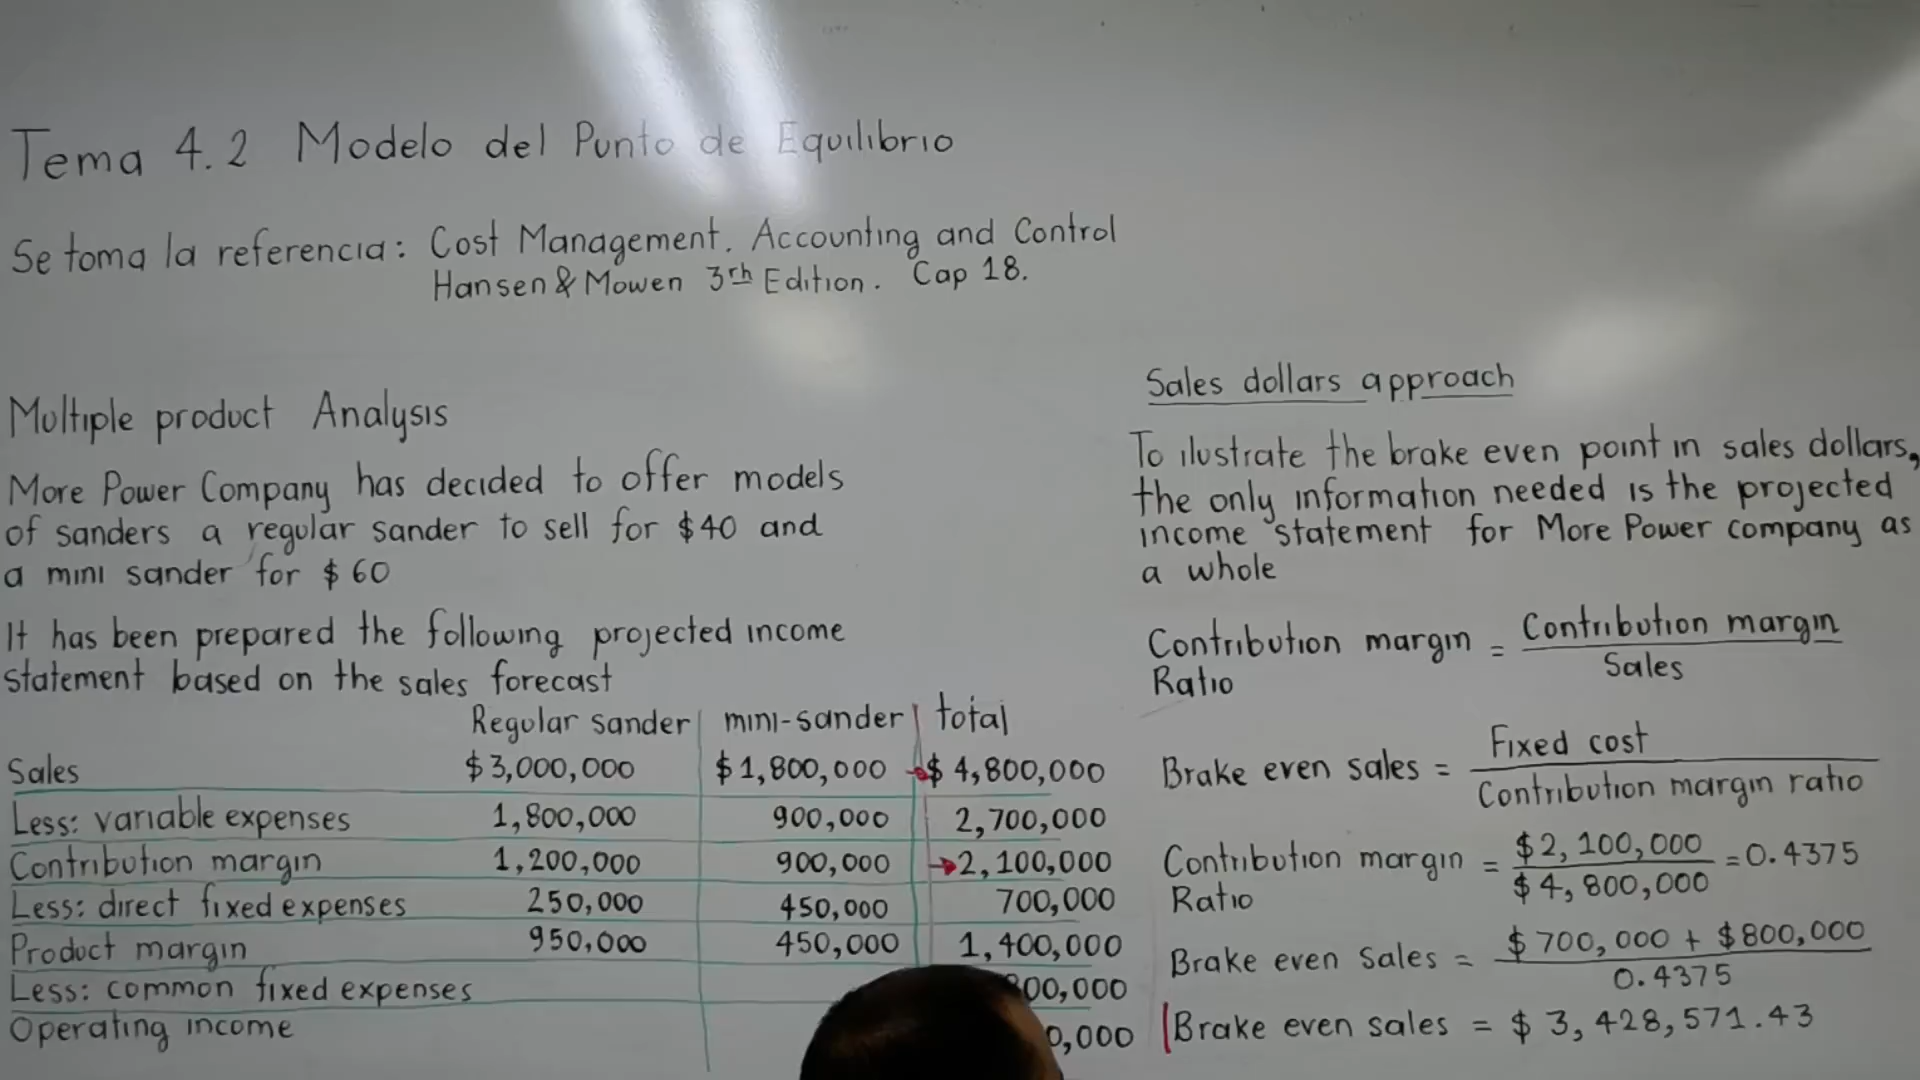 Tema 4.2 Modelo del Punto de Equilibrio
Se toma la referencia: Cost Management. Accounting and Control
Hansen & Mowen 3rh Edition. Cap 18.
Multiple product Analysis
More Power Company has decided to offer models
of sanders a regular sander to sell for $40 and
a mini sander for $60
It has been prepared the following projected income
statement based on the sales forecast
Regular sander mini-sander total
Sales $3,000,000 $1,800,000 $4,800,000
Less: variable expenses 1,800,000 900,000 2,700,000
Contribution margin 1,200,000 900,000 2,100,000
Less: direct fixed expenses 250,000 450,000 700,000
Product margin 950,000 450,000 1,400,000
Less: common fixed expenses 00,000
Operating income 0,000
Sales dollars approach
To ilustrate the brake even point in sales dollars,
the only information needed is the projected
income statement for More Power company as
a whole
Contribution margin = Contribution margin
Ratio Sales
Brake even sales = Fixed cost
Contribution margin ratio
Contribution margin = $2,100,000 = 0.4375
Ratio $4,800,000
Brake even Sales = $700,000 + $800,000
0.4375
Brake even sales = $3,428,571.43